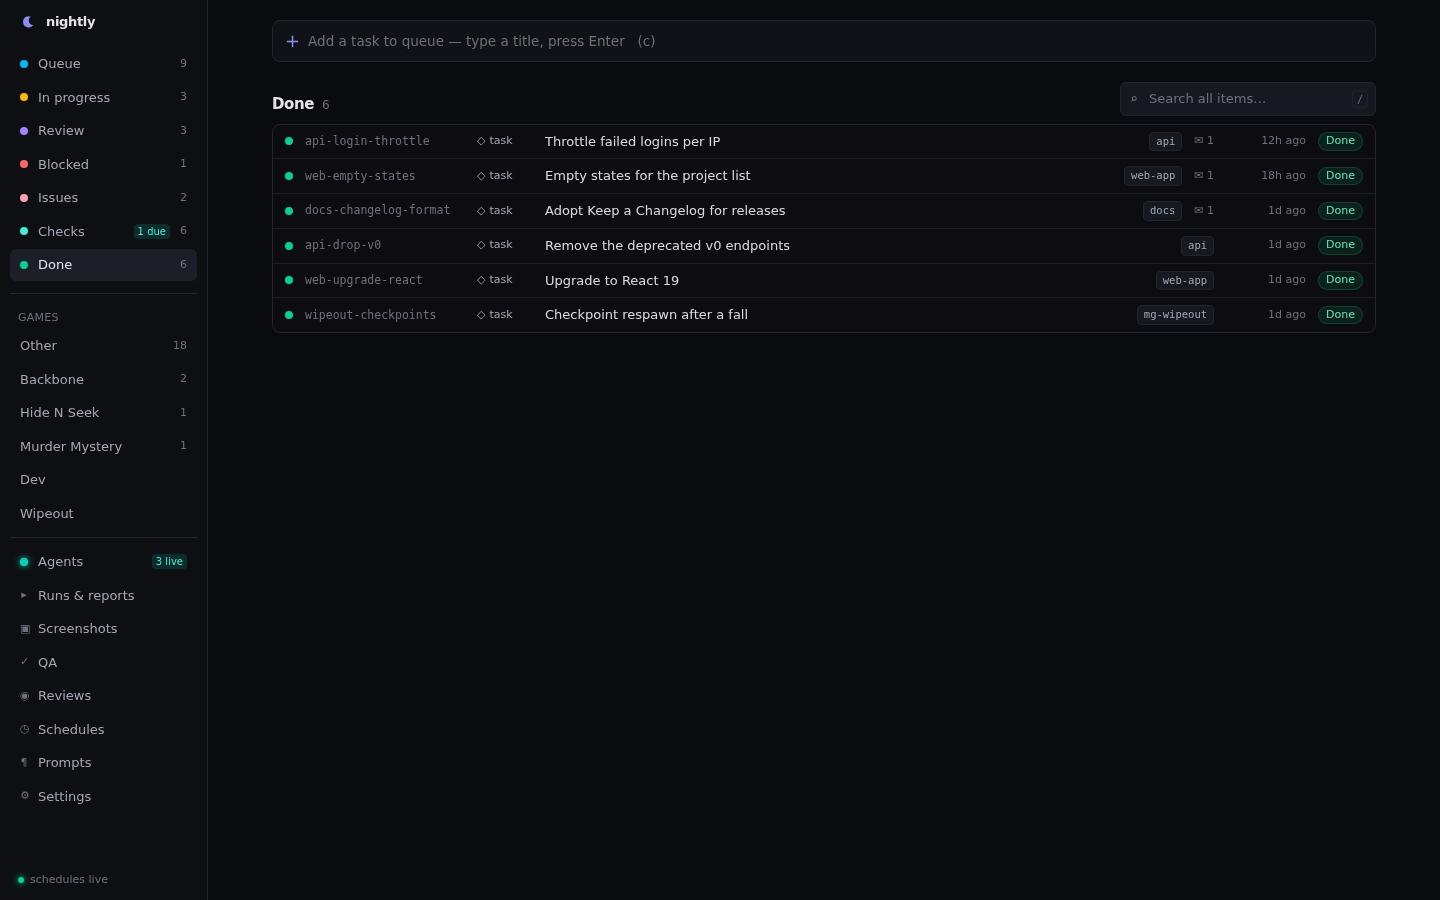 nightly
Queue 9
In progress 3
Review 3
Blocked 1
Issues 2
Checks 1 due 6
Done 6
GAMES
Other 18
Backbone 2
Hide N Seek 1
Murder Mystery 1
Dev
Wipeout
Agents 3 live
Runs & reports
Screenshots
QA
Reviews
Schedules
Prompts
Settings
schedules live
+ Add a task to queue — type a title, press Enter (c)
Done 6
Search all items… /
api-login-throttle ◇ task Throttle failed logins per IP api ✉ 1 12h ago Done
web-empty-states ◇ task Empty states for the project list web-app ✉ 1 18h ago Done
docs-changelog-format ◇ task Adopt Keep a Changelog for releases docs ✉ 1 1d ago Done
api-drop-v0 ◇ task Remove the deprecated v0 endpoints api 1d ago Done
web-upgrade-react ◇ task Upgrade to React 19 web-app 1d ago Done
wipeout-checkpoints ◇ task Checkpoint respawn after a fall mg-wipeout 1d ago Done